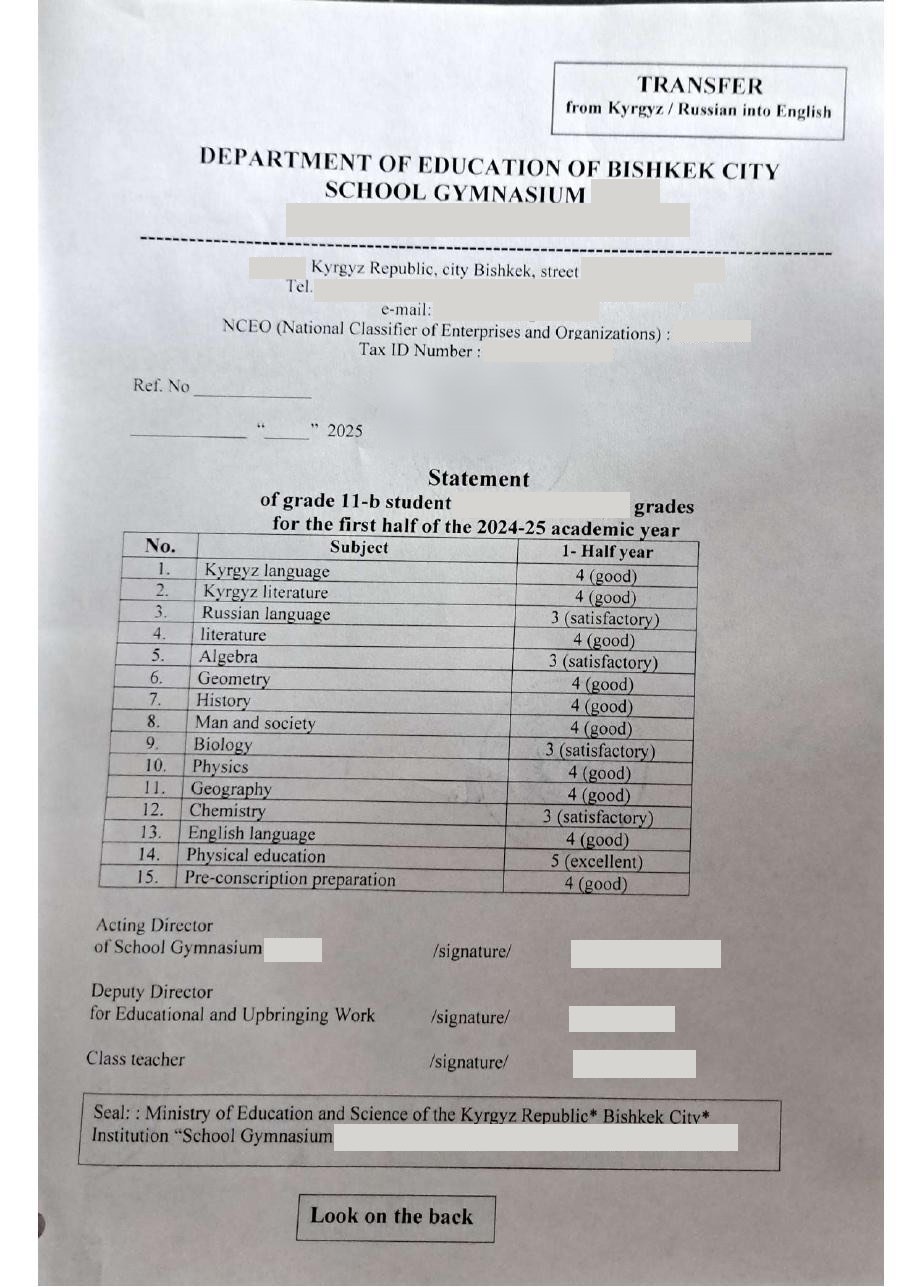 TRANSFER
from Kyrgyz / Russian into English
DEPARTMENT OF EDUCATION OF BISHKEK CITY
SCHOOL GYMNASIUM
Kyrgyz Republic, city Bishkek, street
Tel.
e-mail:
NCEO (National Classifier of Enterprises and Organizations) :
Tax ID Number :
Ref. No ____________
____________ “_____” 2025
Statement
of grade 11-b student grades
for the first half of the 2024-25 academic year
No. Subject 1- Half year
1. Kyrgyz language 4 (good)
2. Kyrgyz literature 4 (good)
3. Russian language 3 (satisfactory)
4. literature 4 (good)
5. Algebra 3 (satisfactory)
6. Geometry 4 (good)
7. History 4 (good)
8. Man and society 4 (good)
9. Biology 3 (satisfactory)
10. Physics 4 (good)
11. Geography 4 (good)
12. Chemistry 3 (satisfactory)
13. English language 4 (good)
14. Physical education 5 (excellent)
15. Pre-conscription preparation 4 (good)
Acting Director
of School Gymnasium /signature/
Deputy Director
for Educational and Upbringing Work /signature/
Class teacher /signature/
Seal: : Ministry of Education and Science of the Kyrgyz Republic* Bishkek City*
Institution “School Gymnasium
Look on the back